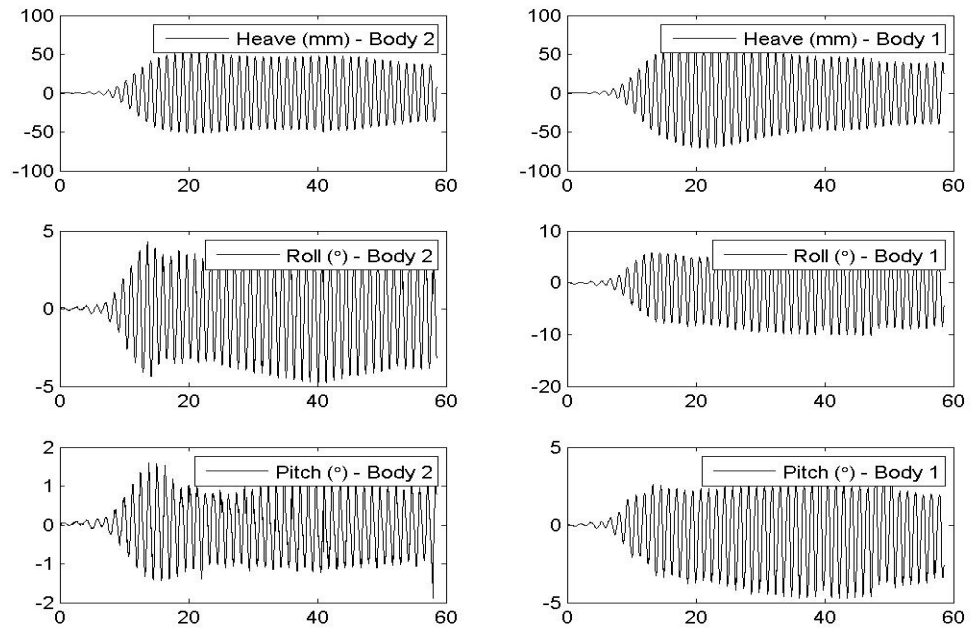 100
50
0
-50
-100
0 20 40 60
Heave (mm) - Body 2
100
50
0
-50
-100
0 20 40 60
Heave (mm) - Body 1
5
0
-5
0 20 40 60
Roll (°) - Body 2
10
0
-10
-20
0 20 40 60
Roll (°) - Body 1
2
1
0
-1
-2
0 20 40 60
Pitch (°) - Body 2
5
0
-5
0 20 40 60
Pitch (°) - Body 1